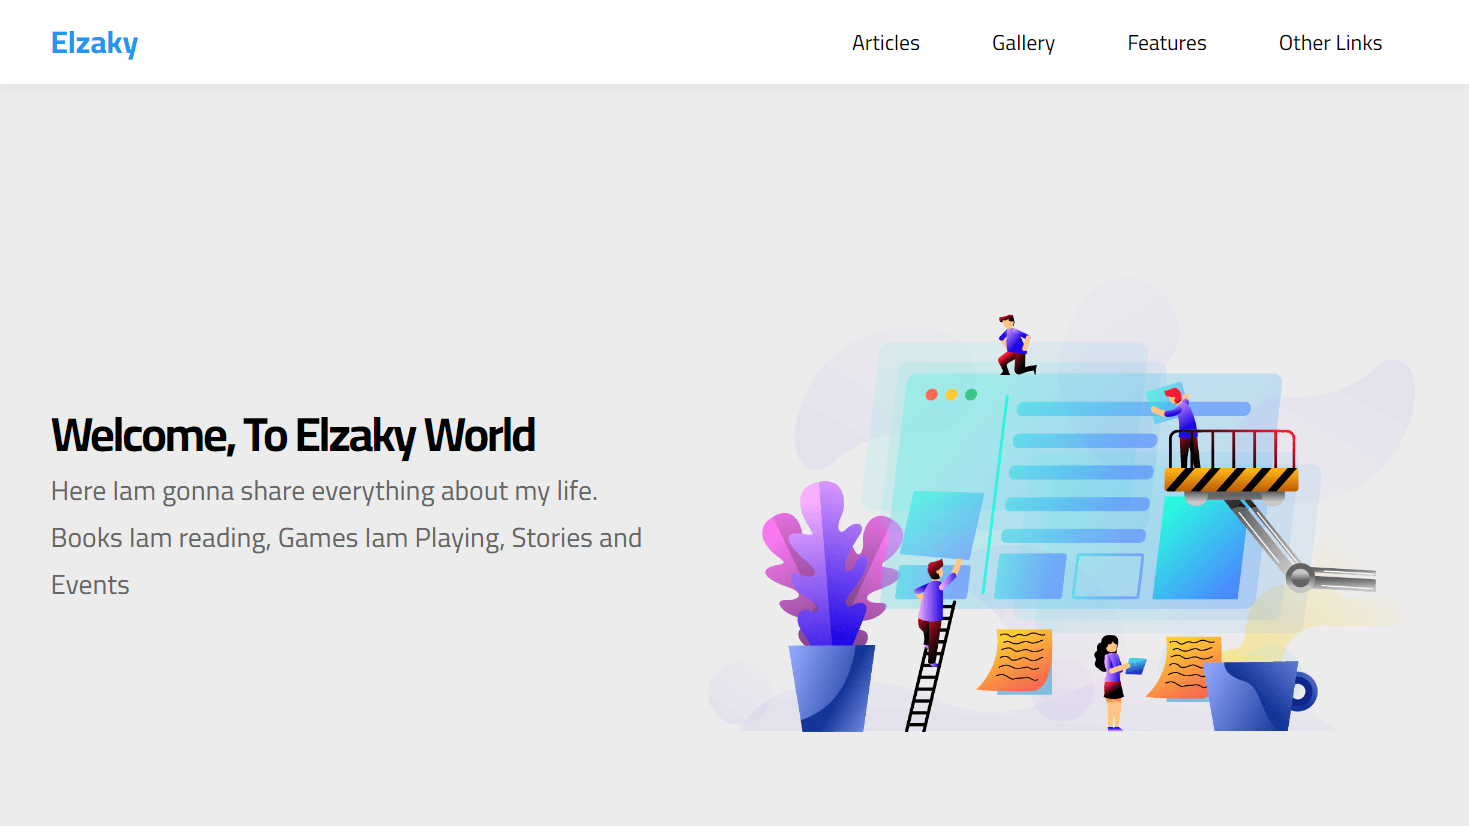 Elzaky
Articles
Gallery
Features
Other Links
Welcome, To Elzaky World
Here Iam gonna share everything about my life.
Books Iam reading, Games Iam Playing, Stories and
Events